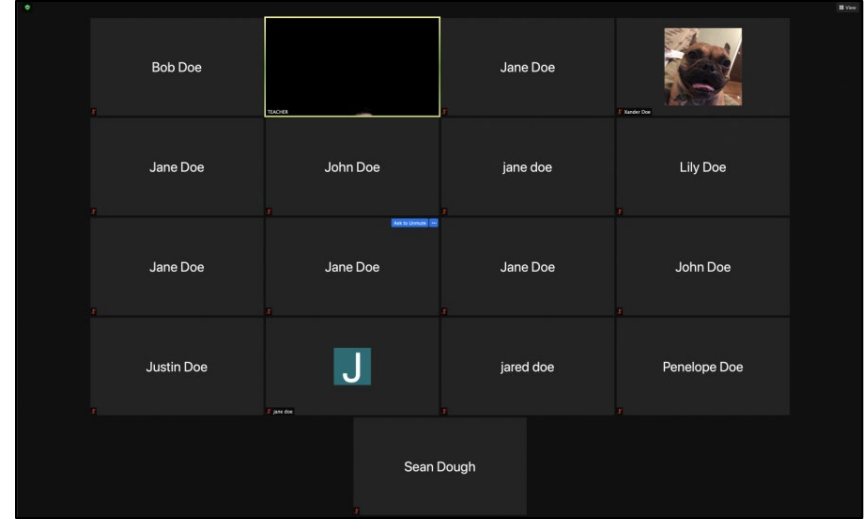 View
Bob Doe
TEACHER
Jane Doe
Xander Doe
Jane Doe
John Doe
jane doe
Lily Doe
Ask to Unmute
Jane Doe
Jane Doe
Jane Doe
John Doe
Justin Doe
J
jane doe
jared doe
Penelope Doe
Sean Dough